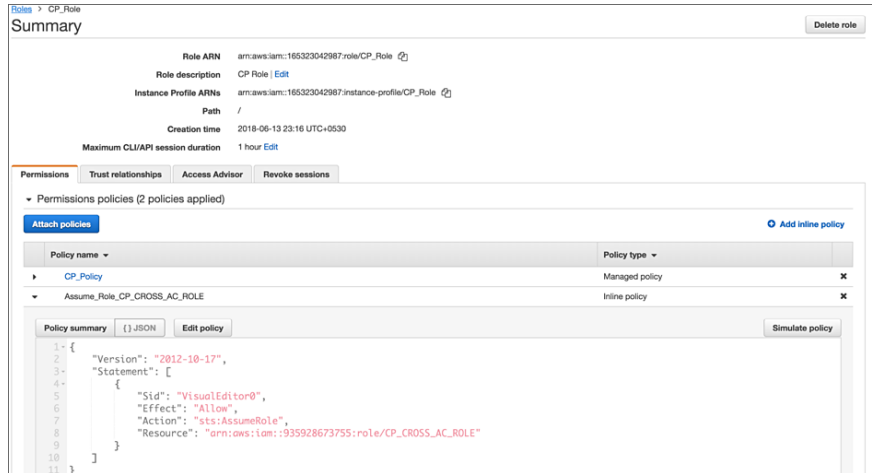 Roles > CP_Role
Summary
Delete role
Role ARN arn:aws:iam::165323042987:role/CP_Role
Role description CP Role | Edit
Instance Profile ARNs arn:aws:iam::165323042987:instance-profile/CP_Role
Path /
Creation time 2018-06-13 23:16 UTC+0530
Maximum CLI/API session duration 1 hour Edit
Permissions Trust relationships Access Advisor Revoke sessions
Permissions policies (2 policies applied)
Attach policies Add inline policy
Policy name Policy type
CP_Policy Managed policy
Assume_Role_CP_CROSS_AC_ROLE Inline policy
Policy summary {} JSON Edit policy Simulate policy
1 {
2 "Version": "2012-10-17",
3 "Statement": [
4 {
5 "Sid": "VisualEditor0",
6 "Effect": "Allow",
7 "Action": "sts:AssumeRole",
8 "Resource": "arn:aws:iam::935928673755:role/CP_CROSS_AC_ROLE"
9 }
10 ]
11 }